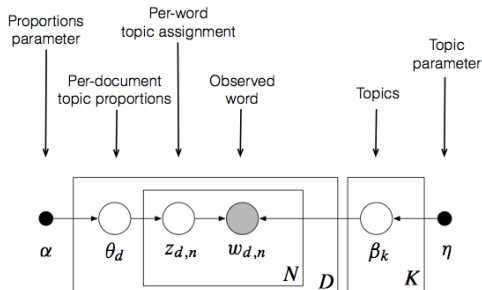 Proportions
parameter
Per-word
topic assignment
Per-document
topic proportions
Observed
word
Topics
Topic
parameter
α
θd
zd,n
wd,n
N
D
βk
K
η